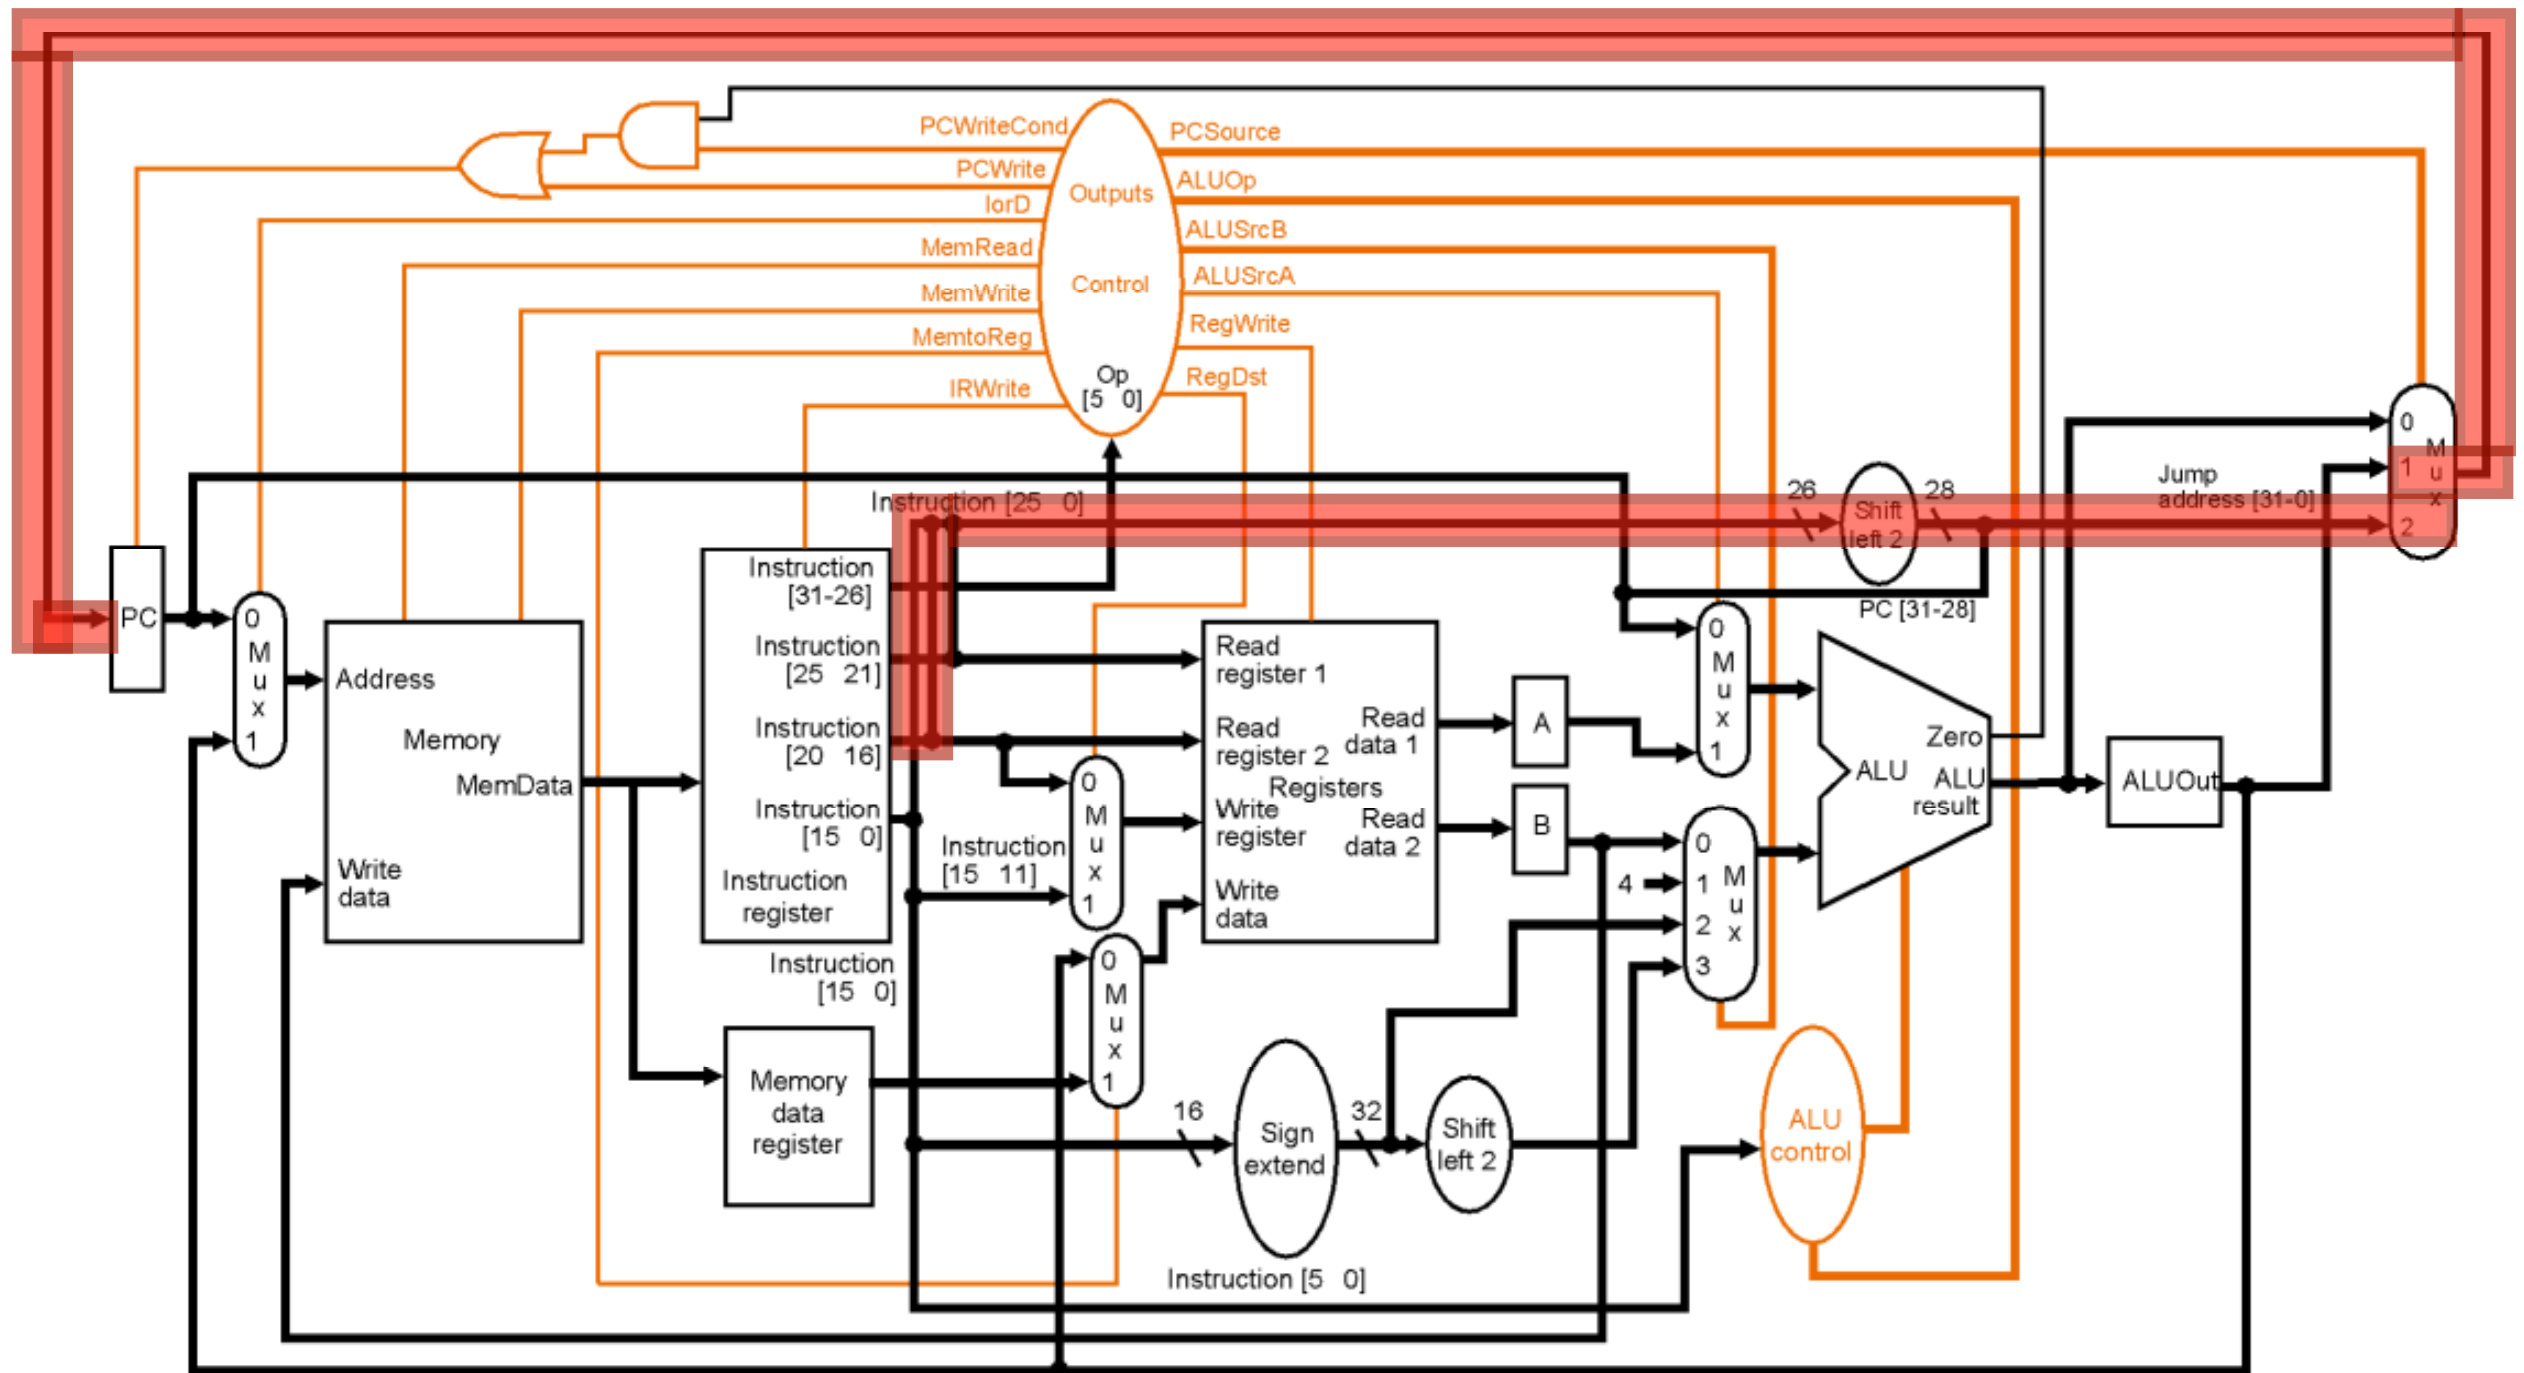 PCWriteCond
PCWrite
IorD
MemRead
MemWrite
MemtoReg
IRWrite
Outputs
Control
Op
[5 0]
PCSource
ALUOp
ALUSrcB
ALUSrcA
RegWrite
RegDst
Instruction [25 0]
26
Shift
left 2
28
Jump
address [31-0]
PC [31-28]
0
1
2
M
u
x
PC
0
M
u
x
1
Address
Memory
MemData
Write
data
Instruction
[31-26]
Instruction
[25 21]
Instruction
[20 16]
Instruction
[15 0]
Instruction
register
Instruction
[15 0]
Memory
data
register
Instruction
[15 11]
0
M
u
x
1
0
M
u
x
1
Read
register 1
Read
register 2
Registers
Write
register
Write
data
Read
data 1
Read
data 2
A
B
4
0
M
u
x
1
0
1
2
3
M
u
x
ALU
Zero
ALU
result
ALUOut
16
Sign
extend
32
Shift
left 2
ALU
control
Instruction [5 0]